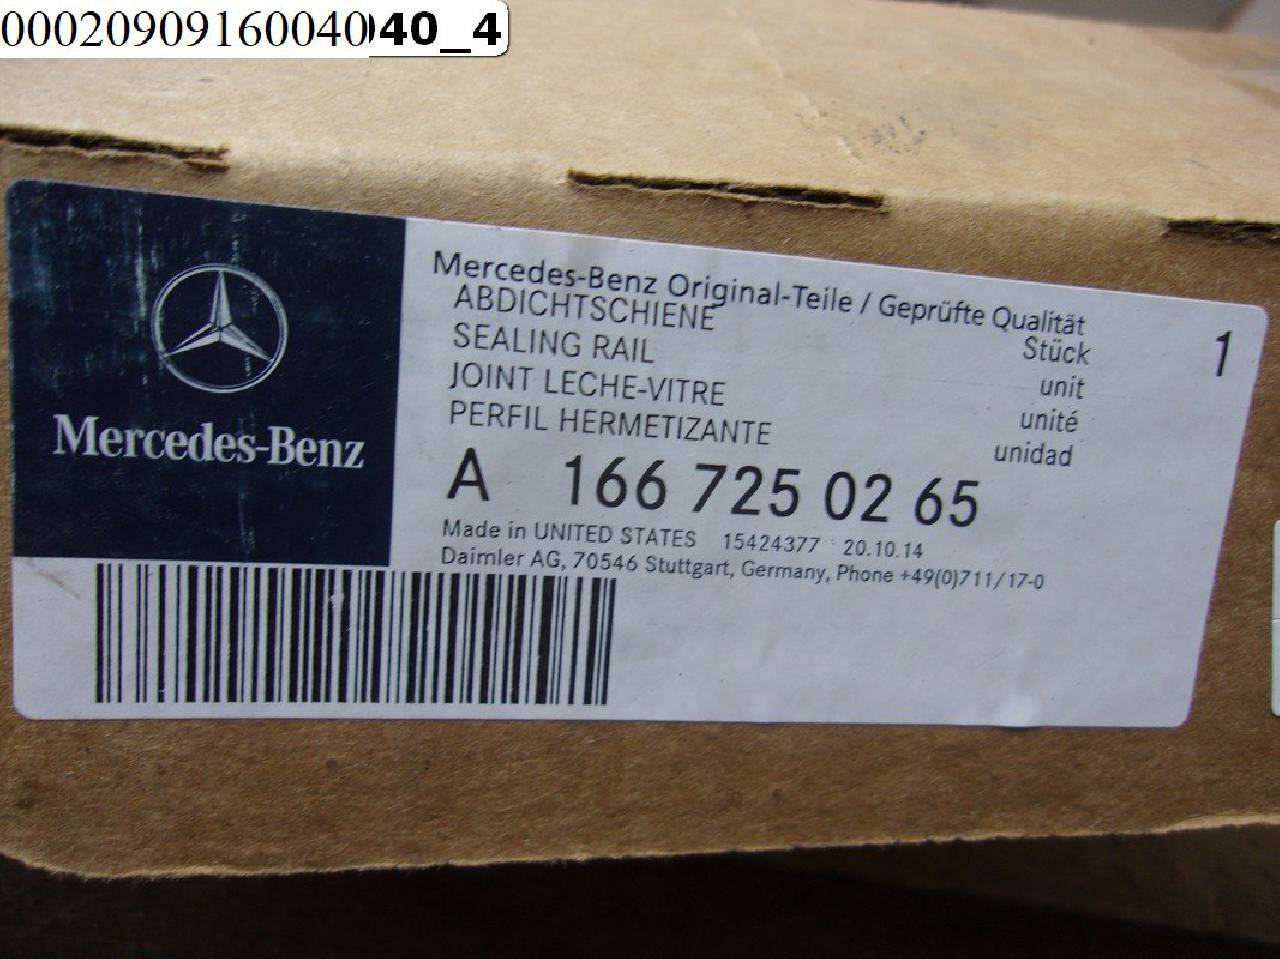 00020909160040 40_4
Mercedes-Benz Original-Teile / Geprüfte Qualität
ABDICHTSCHIENE Stück 1
SEALING RAIL unit
JOINT LECHE-VITRE unité
PERFIL HERMETIZANTE unidad
Mercedes-Benz
A 166 725 02 65
Made in UNITED STATES 15424377 20.10.14
Daimler AG, 70546 Stuttgart, Germany, Phone +49(0)711/17-0